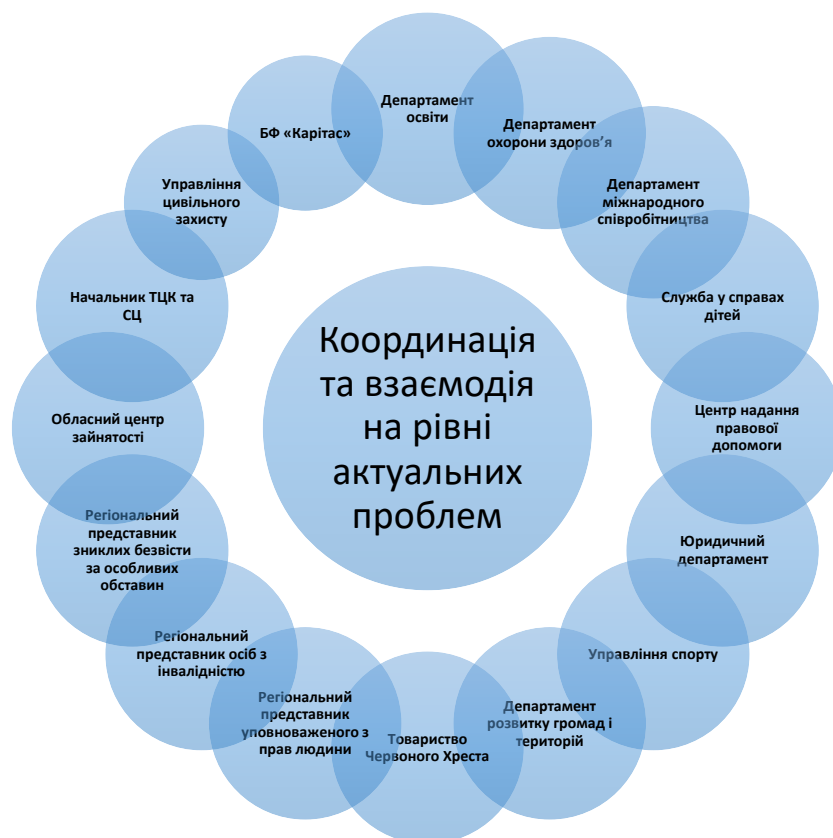 Департамент
освіти
Департамент
охорони здоров’я
Департамент
міжнародного
співробітництва
Служба у справах
дітей
Центр надання
правової
допомоги
Юридичний
департамент
Управління спорту
Департамент
розвитку громад і
територій
Товариство
Червоного Хреста
Регіональний
представник
уповноваженого з
прав людини
Регіональний
представник осіб з
інвалідністю
Регіональний
представник
зниклих безвісти
за особливих
обставин
Обласний центр
зайнятості
Начальник ТЦК та
СЦ
Управління
цивільного
захисту
БФ «Карітас»
Координація
та взаємодія
на рівні
актуальних
проблем